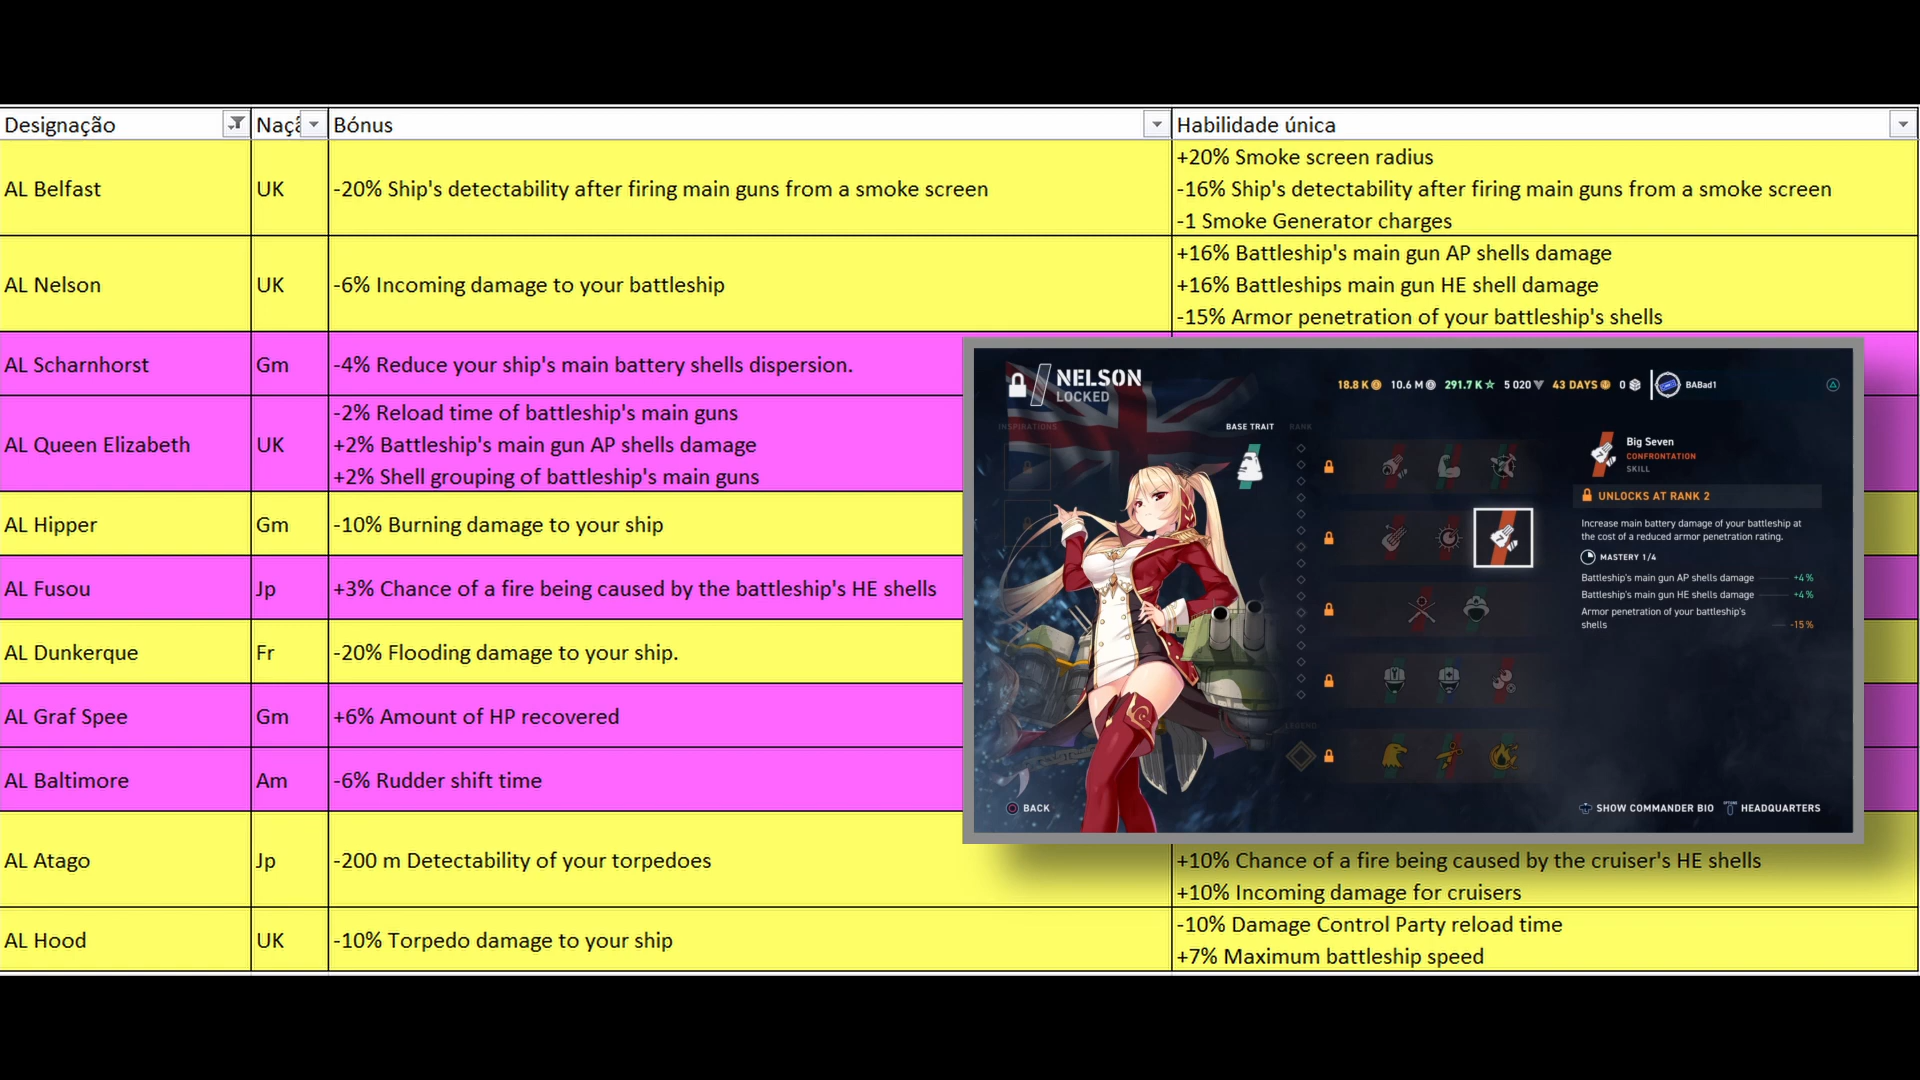 Designação Naçã Bónus Habilidade única
AL Belfast UK -20% Ship's detectability after firing main guns from a smoke screen
+20% Smoke screen radius
-16% Ship's detectability after firing main guns from a smoke screen
-1 Smoke Generator charges
AL Nelson UK -6% Incoming damage to your battleship
+16% Battleship's main gun AP shells damage
+16% Battleships main gun HE shell damage
-15% Armor penetration of your battleship's shells
AL Scharnhorst Gm -4% Reduce your ship's main battery shells dispersion.
AL Queen Elizabeth UK
-2% Reload time of battleship's main guns
+2% Battleship's main gun AP shells damage
+2% Shell grouping of battleship's main guns
AL Hipper Gm -10% Burning damage to your ship
AL Fusou Jp +3% Chance of a fire being caused by the battleship's HE shells
AL Dunkerque Fr -20% Flooding damage to your ship.
AL Graf Spee Gm +6% Amount of HP recovered
AL Baltimore Am -6% Rudder shift time
AL Atago Jp -200 m Detectability of your torpedoes
+10% Chance of a fire being caused by the cruiser's HE shells
+10% Incoming damage for cruisers
AL Hood UK -10% Torpedo damage to your ship
-10% Damage Control Party reload time
+7% Maximum battleship speed
NELSON
LOCKED
18.8 K 10.6 M 291.7 K 5 020 43 DAYS 0 BABad1
INSPIRATIONS
BASE TRAIT
RANK
LEGEND
Big Seven
CONFRONTATION
SKILL
UNLOCKS AT RANK 2
Increase main battery damage of your battleship at
the cost of a reduced armor penetration rating.
MASTERY 1/4
Battleship's main gun AP shells damage +4%
Battleship's main gun HE shells damage +4%
Armor penetration of your battleship's
shells -15%
BACK
SHOW COMMANDER BIO
OPTIONS
HEADQUARTERS